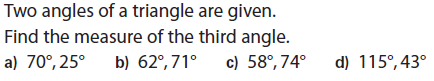 Two angles of a triangle are given.
Find the measure of the third angle.
a) 70°, 25° b) 62°, 71° c) 58°, 74° d) 115°, 43°